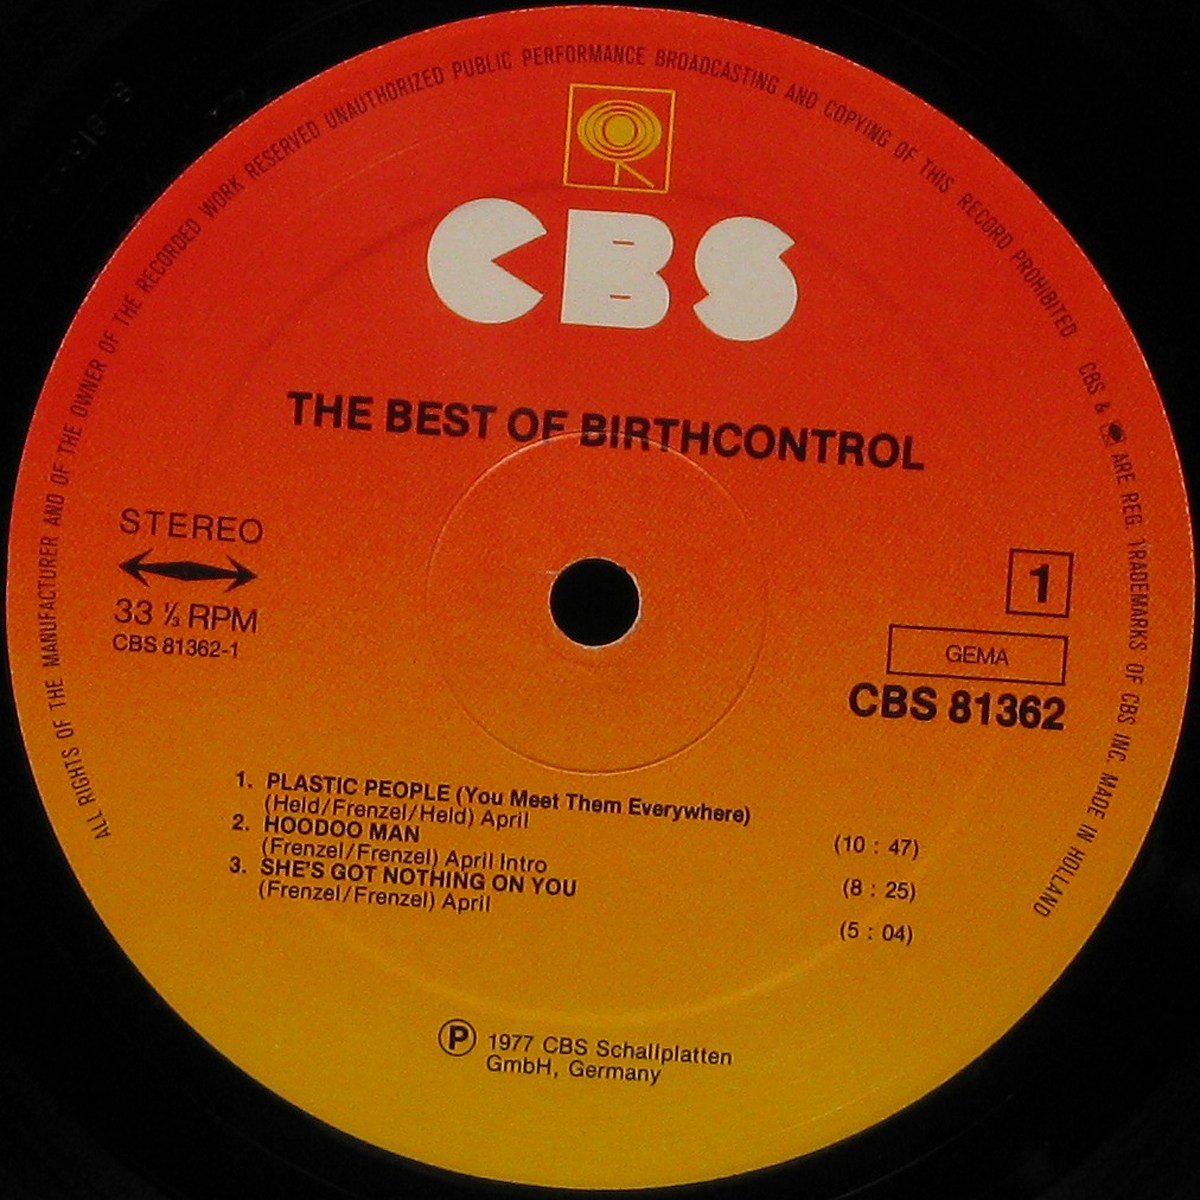 ALL RIGHTS OF THE MANUFACTURER AND OF THE OWNER OF THE RECORDED WORK RESERVED UNAUTHORIZED PUBLIC PERFORMANCE BROADCASTING AND COPYING OF THIS RECORD PROHIBITED CBS & ARE REG. TRADEMARKS OF CBS INC. MADE IN HOLLAND
CBS
THE BEST OF BIRTHCONTROL
STEREO
33 ⅓ RPM
CBS 81362-1
1
GEMA
CBS 81362
1. PLASTIC PEOPLE (You Meet Them Everywhere)
(Held/Frenzel/Held) April (10 : 47)
2. HOODOO MAN
(Frenzel/Frenzel) April Intro (8 : 25)
3. SHE'S GOT NOTHING ON YOU
(Frenzel/Frenzel) April (5 : 04)
Ⓟ 1977 CBS Schallplatten
GmbH, Germany